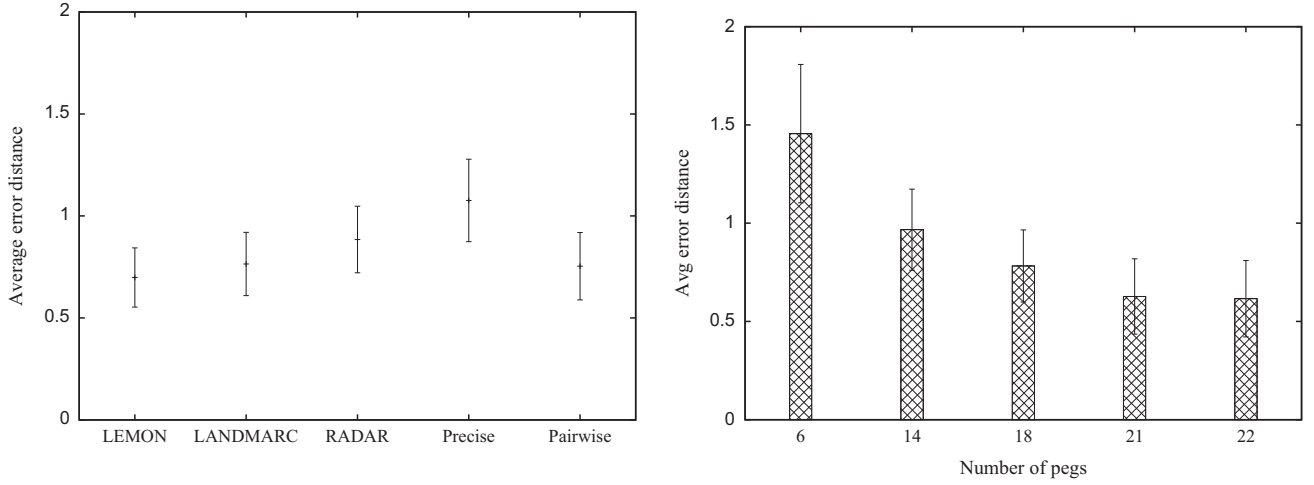 Average error distance
2
1.5
1
0.5
0
LEMON LANDMARC RADAR Precise Pairwise
Avg error distance
2
1.5
1
0.5
0
6 14 18 21 22
Number of pegs